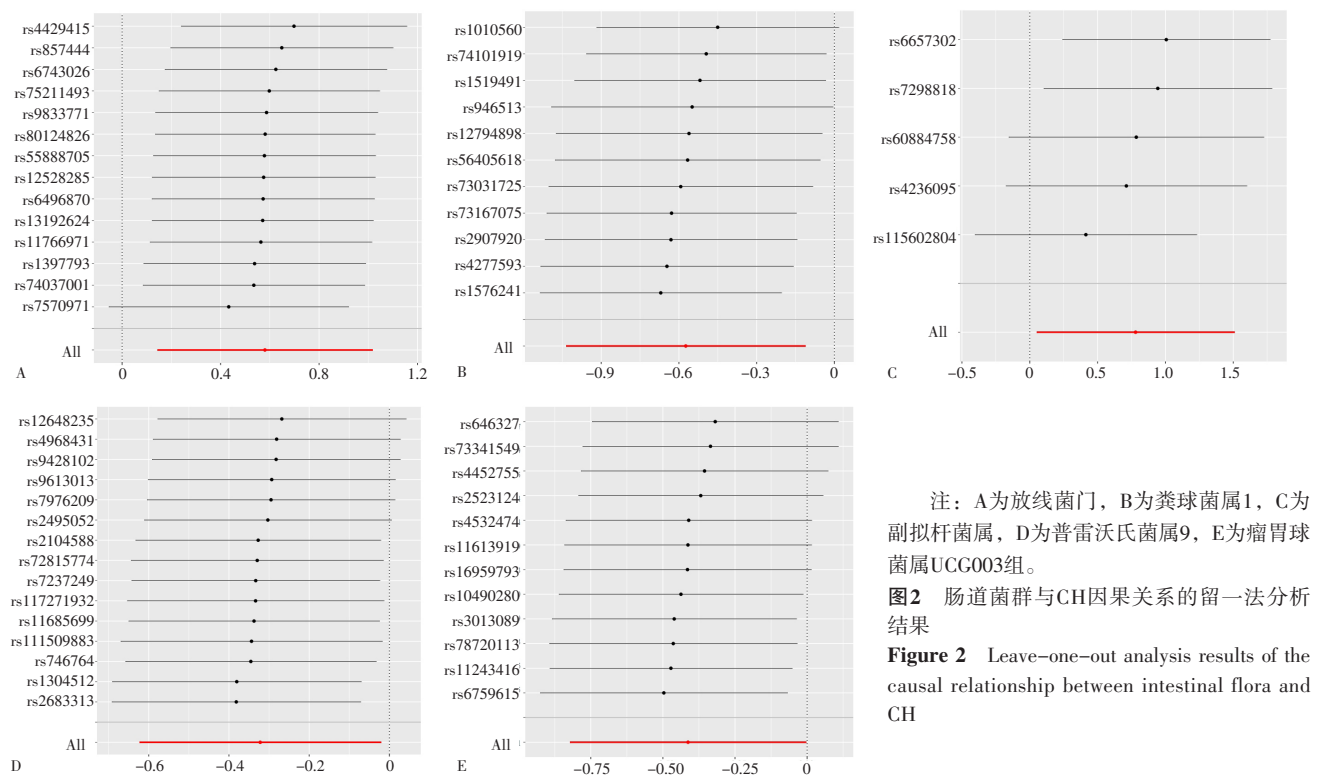 rs4429415
rs857444
rs6743026
rs75211493
rs9833771
rs80124826
rs55888705
rs12528285
rs6496870
rs13192624
rs11766971
rs1397793
rs74037001
rs7570971
All
A
0 0.4 0.8 1.2
rs1010560
rs74101919
rs1519491
rs946513
rs12794898
rs56405618
rs73031725
rs73167075
rs2907920
rs4277593
rs1576241
All
B
−0.9 −0.6 −0.3 0
rs6657302
rs7298818
rs60884758
rs4236095
rs115602804
All
C
−0.5 0 0.5 1.0 1.5
rs12648235
rs4968431
rs9428102
rs9613013
rs7976209
rs2495052
rs2104588
rs72815774
rs7237249
rs117271932
rs11685699
rs111509883
rs746764
rs1304512
rs2683313
All
D
−0.6 −0.4 −0.2 0
rs646327
rs73341549
rs4452755
rs2523124
rs4532474
rs11613919
rs16959793
rs10490280
rs3013089
rs78720113
rs11243416
rs6759615
All
E
−0.75 −0.50 −0.25 0
注：A为放线菌门，B为粪球菌属1，C为
副拟杆菌属，D为普雷沃氏菌属9，E为瘤胃球
菌属UCG003组。
图2 肠道菌群与CH因果关系的留一法分析
结果
Figure 2 Leave−one−out analysis results of the
causal relationship between intestinal flora and
CH